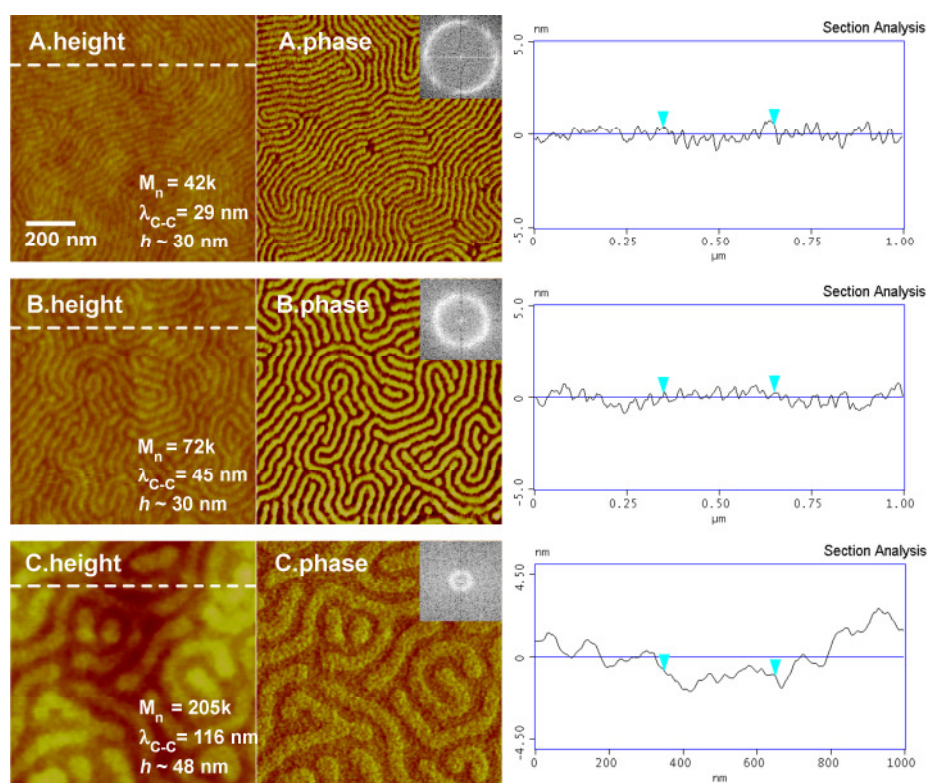 A.height
A.phase
Mn = 42k
λC-C = 29 nm
h ~ 30 nm
200 nm
Section Analysis
nm
5.0
0
-5.0
0
0.25
0.50
0.75
1.00
µm
B.height
B.phase
Mn = 72k
λC-C = 45 nm
h ~ 30 nm
Section Analysis
nm
5.0
0
-5.0
0
0.25
0.50
0.75
1.00
µm
C.height
C.phase
Mn = 205k
λC-C = 116 nm
h ~ 48 nm
Section Analysis
nm
4.50
0
-4.50
0
200
400
600
800
1000
nm